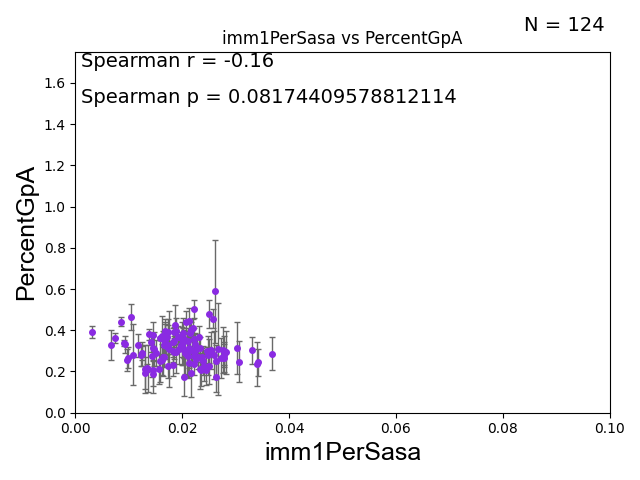 N = 124
imm1PerSasa vs PercentGpA
Spearman r = -0.16
Spearman p = 0.08174409578812114
PercentGpA
1.6
1.4
1.2
1.0
0.8
0.6
0.4
0.2
0.0
0.00 0.02 0.04 0.06 0.08 0.10
imm1PerSasa